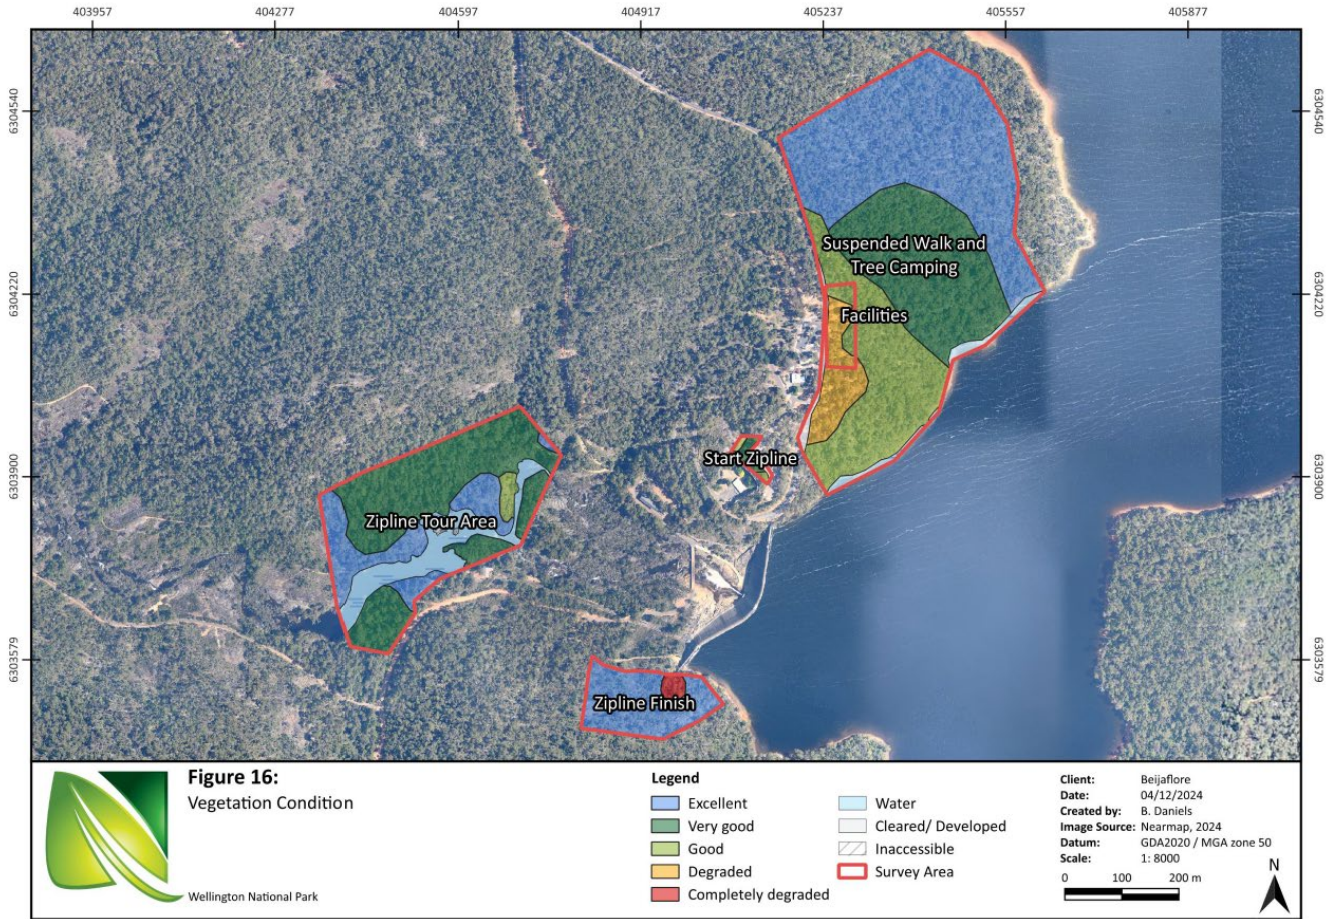 403957 404277 404597 404917 405237 405557 405877
6304540 6304540
Suspended Walk and
Tree Camping
6304220 6304220
Facilities
Start Zipline
6303900 6303900
Zipline Tour Area
6303579 6303579
Zipline Finish
Figure 16:
Vegetation Condition
Wellington National Park
Legend
Excellent
Very good
Good
Degraded
Completely degraded
Water
Cleared/ Developed
Inaccessible
Survey Area
Client: Beijaflore
Date: 04/12/2024
Created by: B. Daniels
Image Source: Nearmap, 2024
Datum: GDA2020 / MGA zone 50
Scale: 1: 8000
0 100 200 m
N